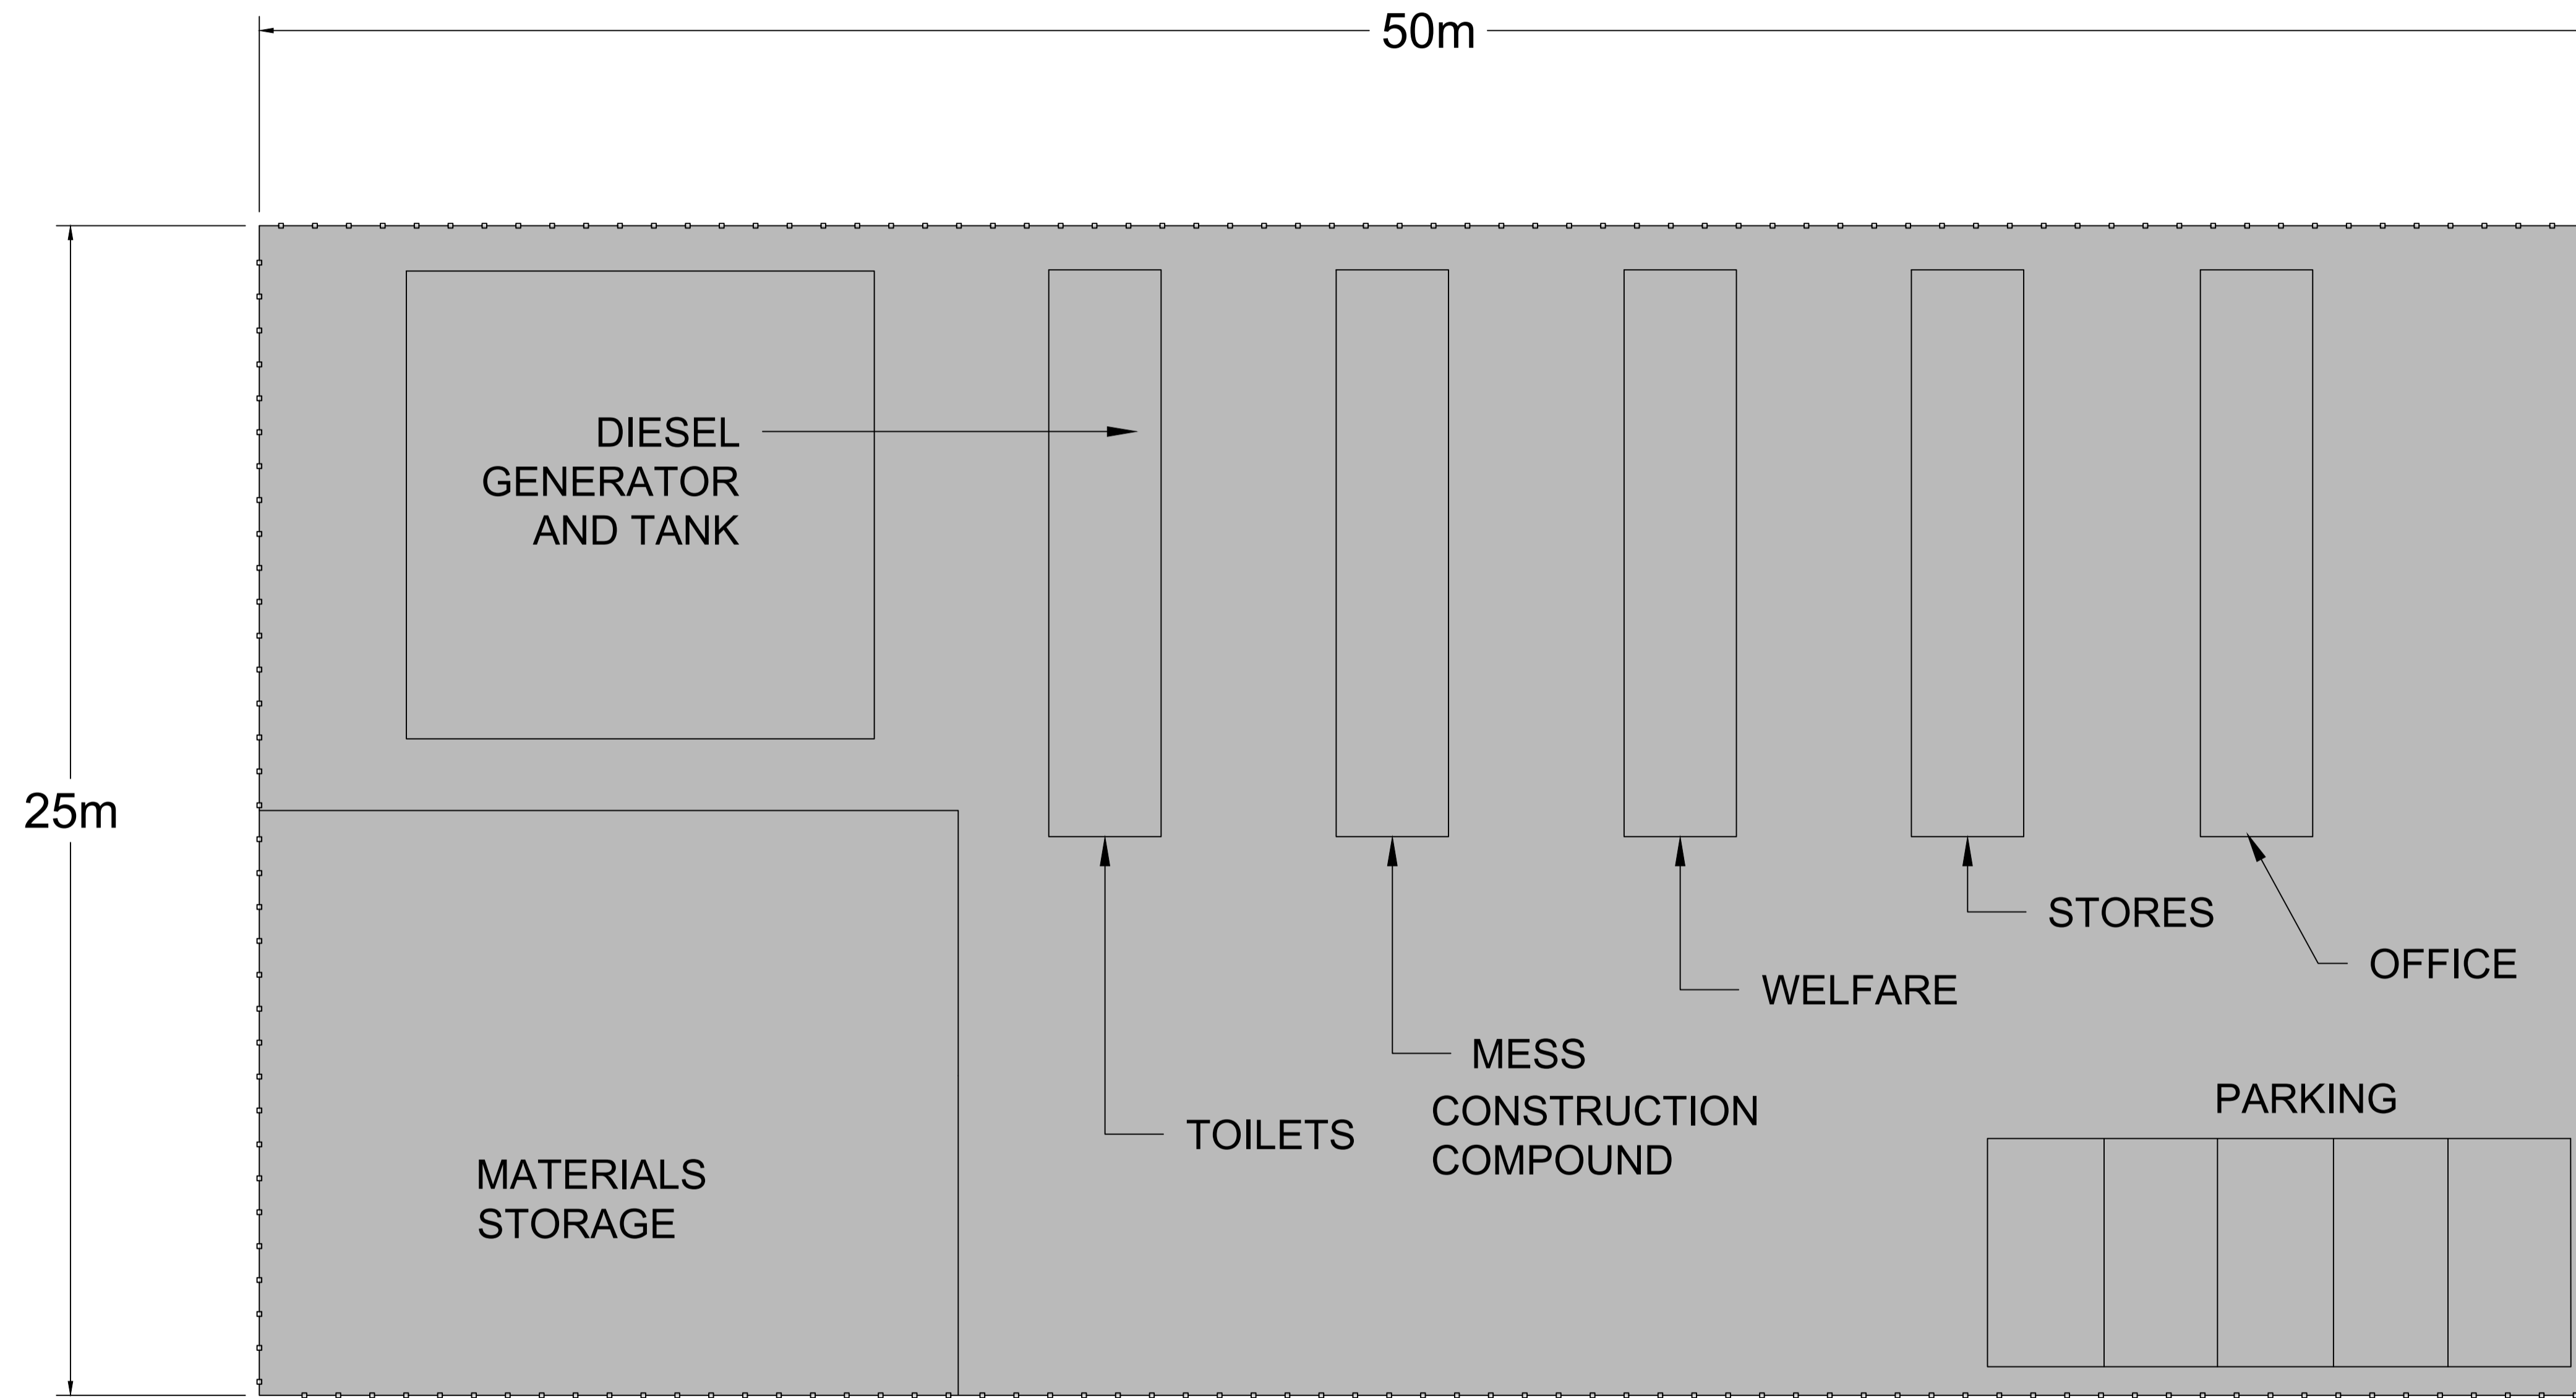 50m
DIESEL
GENERATOR
AND TANK
25m
STORES
OFFICE
WELFARE
MESS
PARKING
CONSTRUCTION
COMPOUND
TOILETS
MATERIALS
STORAGE